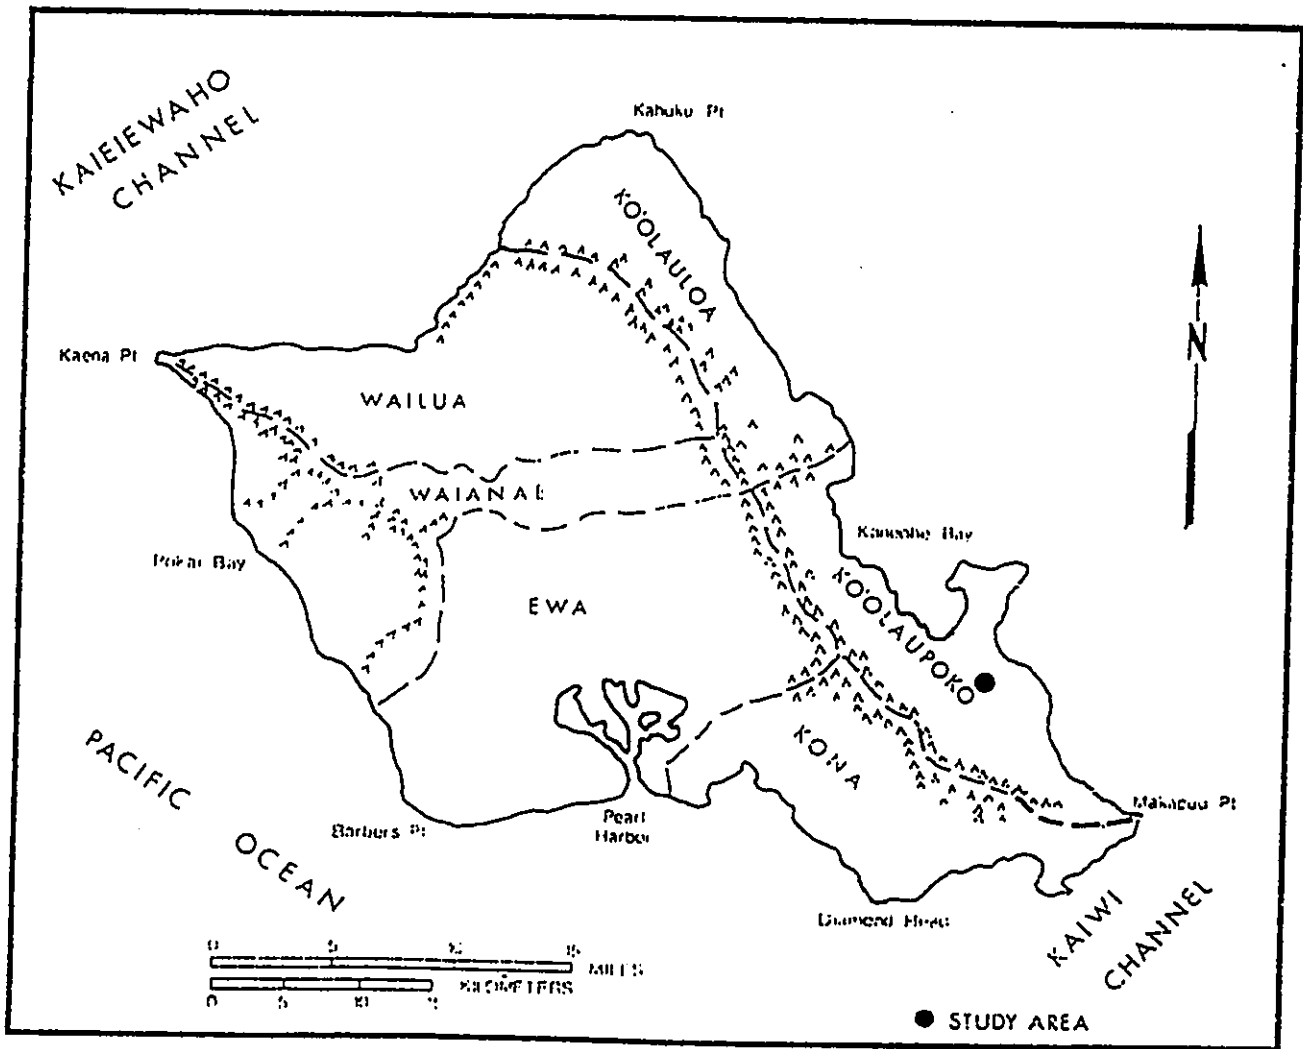 KAIEIEWAHO
CHANNEL
Kahuku Pt
KO'OLAULOA
N
Kaena Pt
WAILUA
WAIANAE
Pokai Bay
Kaneohe Bay
KO'OLAUPOKO
EWA
KONA
PACIFIC
OCEAN
Barbers Pt
Pearl
Harbor
Makapuu Pt
Diamond Head
KAIWI
CHANNEL
0 5 10 15
MILES
KILOMETERS
0 5 10
STUDY AREA